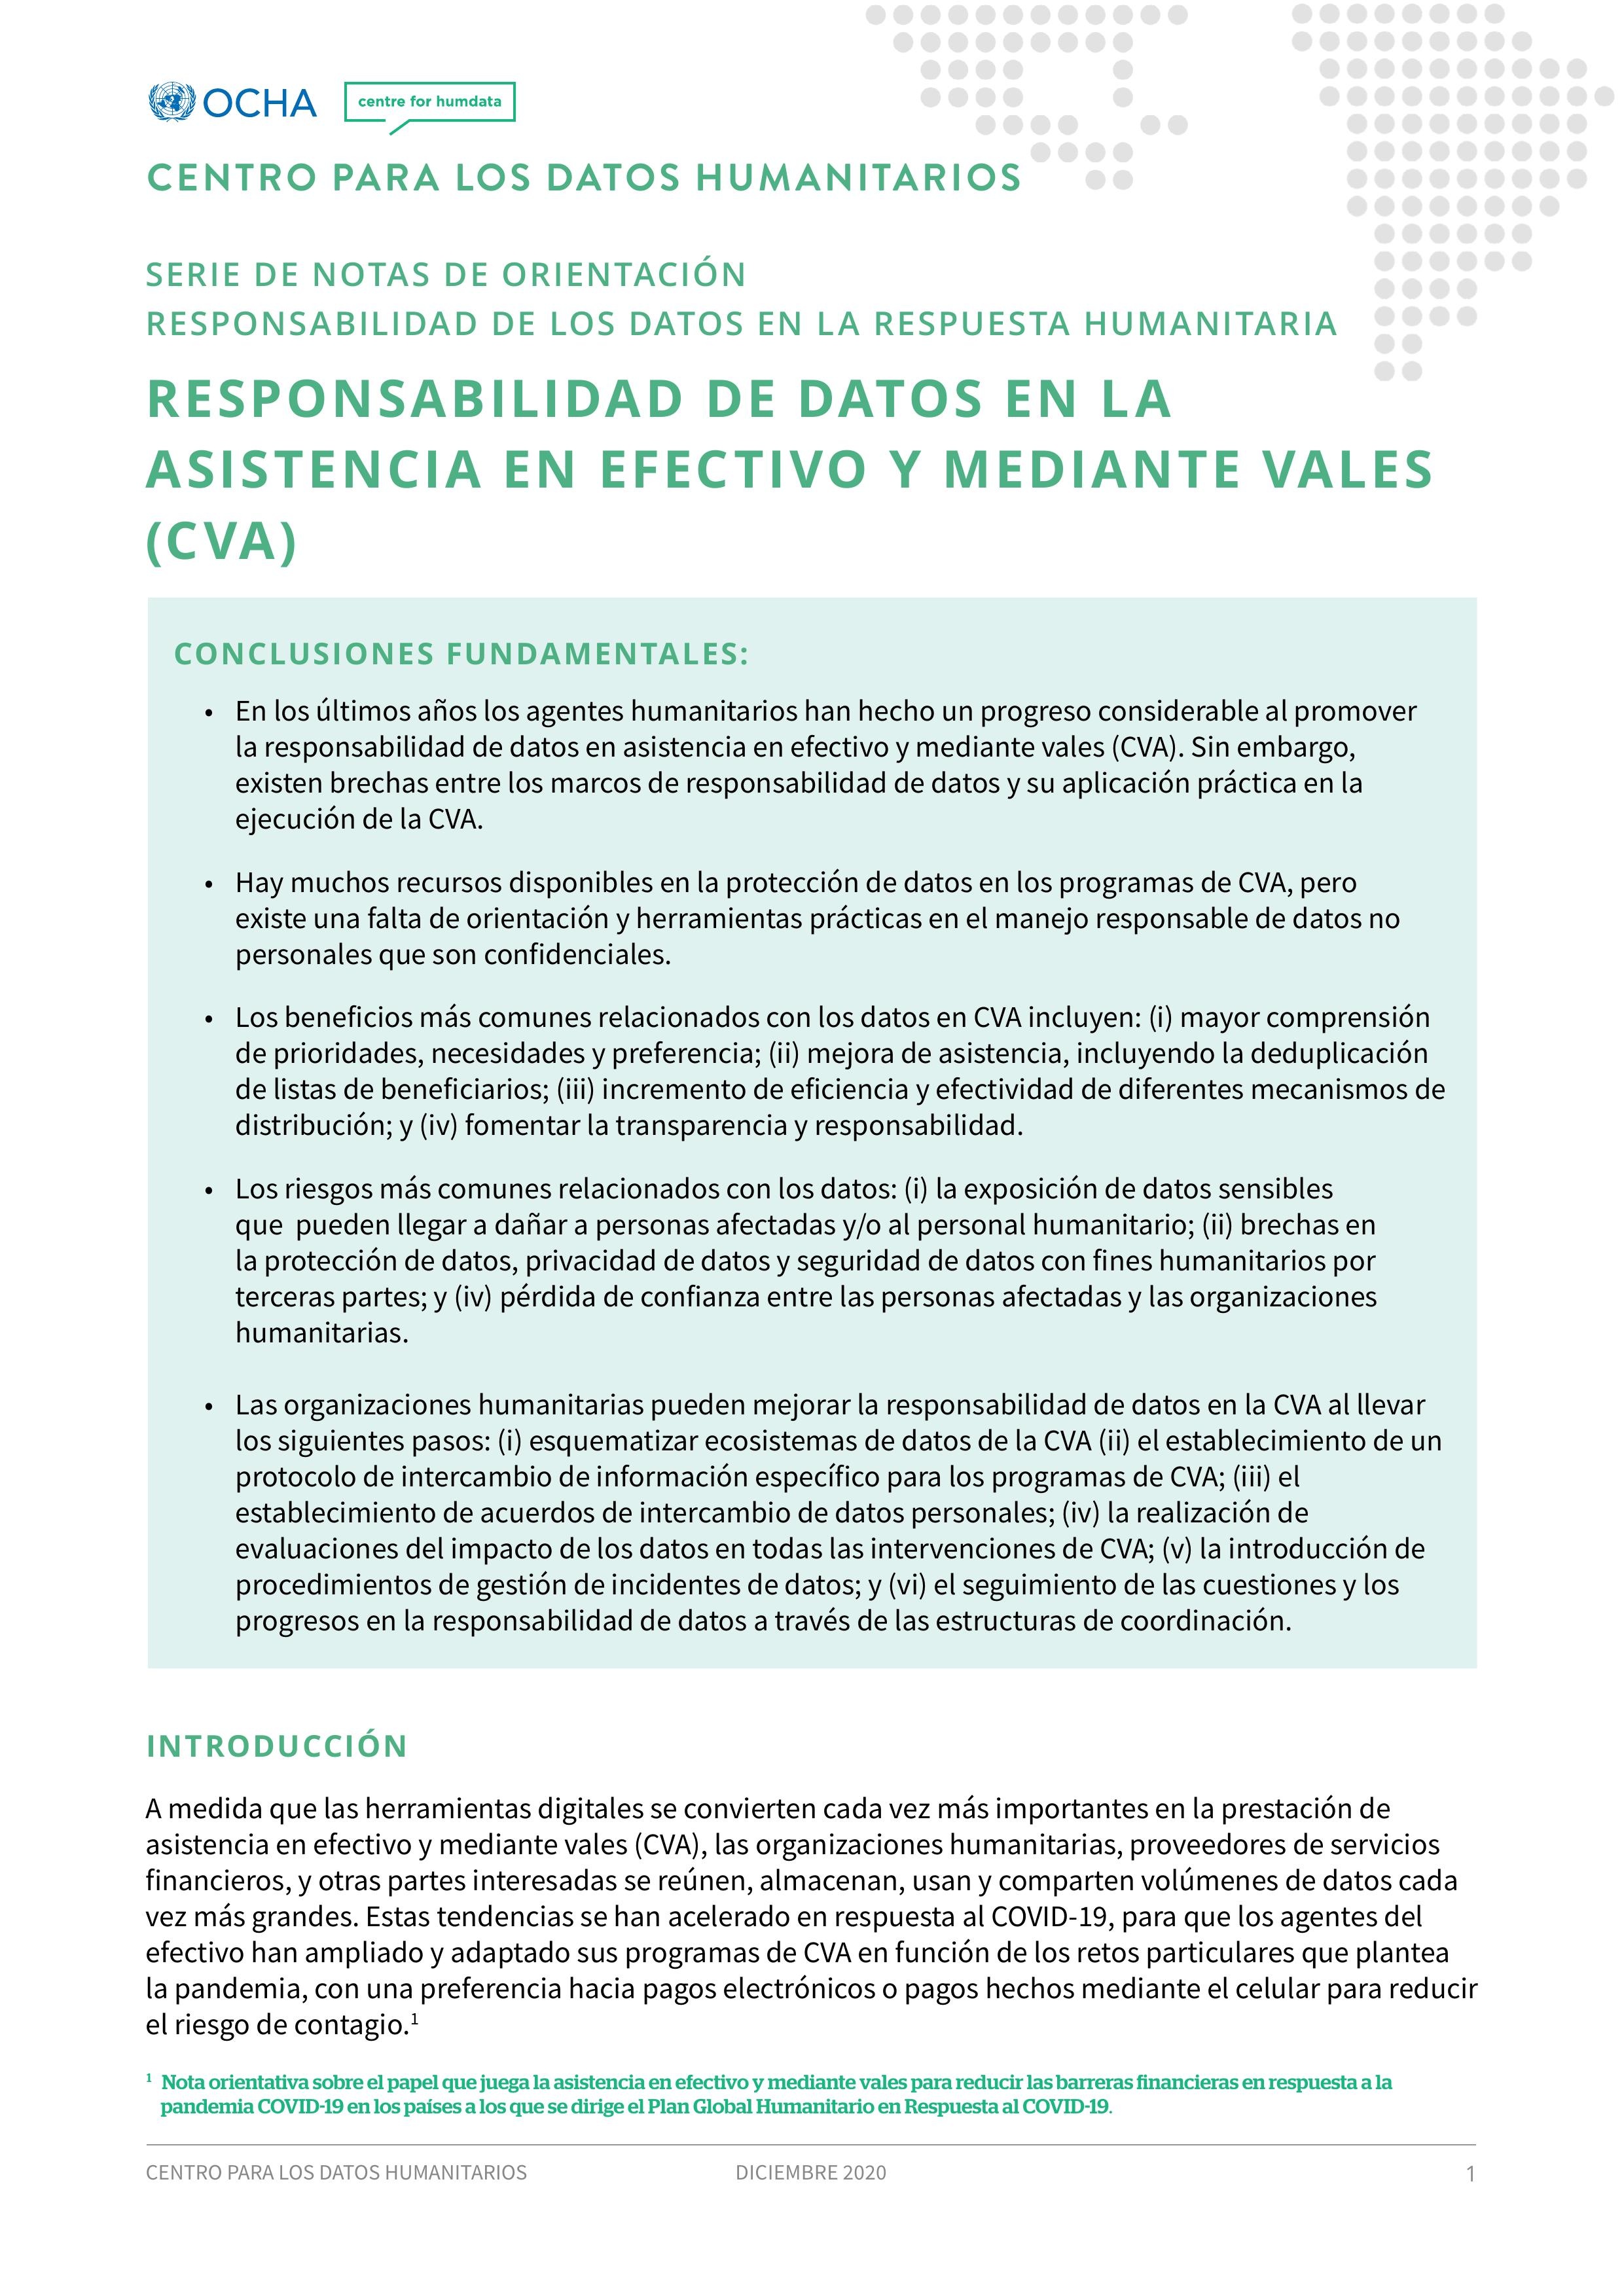 OCHA
centre for humdata
CENTRO PARA LOS DATOS HUMANITARIOS
SERIE DE NOTAS DE ORIENTACIÓN
RESPONSABILIDAD DE LOS DATOS EN LA RESPUESTA HUMANITARIA
RESPONSABILIDAD DE DATOS EN LA
ASISTENCIA EN EFECTIVO Y MEDIANTE VALES
(CVA)
CONCLUSIONES FUNDAMENTALES:
• En los últimos años los agentes humanitarios han hecho un progreso considerable al promover
la responsabilidad de datos en asistencia en efectivo y mediante vales (CVA). Sin embargo,
existen brechas entre los marcos de responsabilidad de datos y su aplicación práctica en la
ejecución de la CVA.
• Hay muchos recursos disponibles en la protección de datos en los programas de CVA, pero
existe una falta de orientación y herramientas prácticas en el manejo responsable de datos no
personales que son confidenciales.
• Los beneficios más comunes relacionados con los datos en CVA incluyen: (i) mayor comprensión
de prioridades, necesidades y preferencia; (ii) mejora de asistencia, incluyendo la deduplicación
de listas de beneficiarios; (iii) incremento de eficiencia y efectividad de diferentes mecanismos de
distribución; y (iv) fomentar la transparencia y responsabilidad.
• Los riesgos más comunes relacionados con los datos: (i) la exposición de datos sensibles
que pueden llegar a dañar a personas afectadas y/o al personal humanitario; (ii) brechas en
la protección de datos, privacidad de datos y seguridad de datos con fines humanitarios por
terceras partes; y (iv) pérdida de confianza entre las personas afectadas y las organizaciones
humanitarias.
• Las organizaciones humanitarias pueden mejorar la responsabilidad de datos en la CVA al llevar
los siguientes pasos: (i) esquematizar ecosistemas de datos de la CVA (ii) el establecimiento de un
protocolo de intercambio de información específico para los programas de CVA; (iii) el
establecimiento de acuerdos de intercambio de datos personales; (iv) la realización de
evaluaciones del impacto de los datos en todas las intervenciones de CVA; (v) la introducción de
procedimientos de gestión de incidentes de datos; y (vi) el seguimiento de las cuestiones y los
progresos en la responsabilidad de datos a través de las estructuras de coordinación.
INTRODUCCIÓN
A medida que las herramientas digitales se convierten cada vez más importantes en la prestación de
asistencia en efectivo y mediante vales (CVA), las organizaciones humanitarias, proveedores de servicios
financieros, y otras partes interesadas se reúnen, almacenan, usan y comparten volúmenes de datos cada
vez más grandes. Estas tendencias se han acelerado en respuesta al COVID-19, para que los agentes del
efectivo han ampliado y adaptado sus programas de CVA en función de los retos particulares que plantea
la pandemia, con una preferencia hacia pagos electrónicos o pagos hechos mediante el celular para reducir
el riesgo de contagio.¹
¹ Nota orientativa sobre el papel que juega la asistencia en efectivo y mediante vales para reducir las barreras financieras en respuesta a la
pandemia COVID-19 en los países a los que se dirige el Plan Global Humanitario en Respuesta al COVID-19.
CENTRO PARA LOS DATOS HUMANITARIOS DICIEMBRE 2020 1